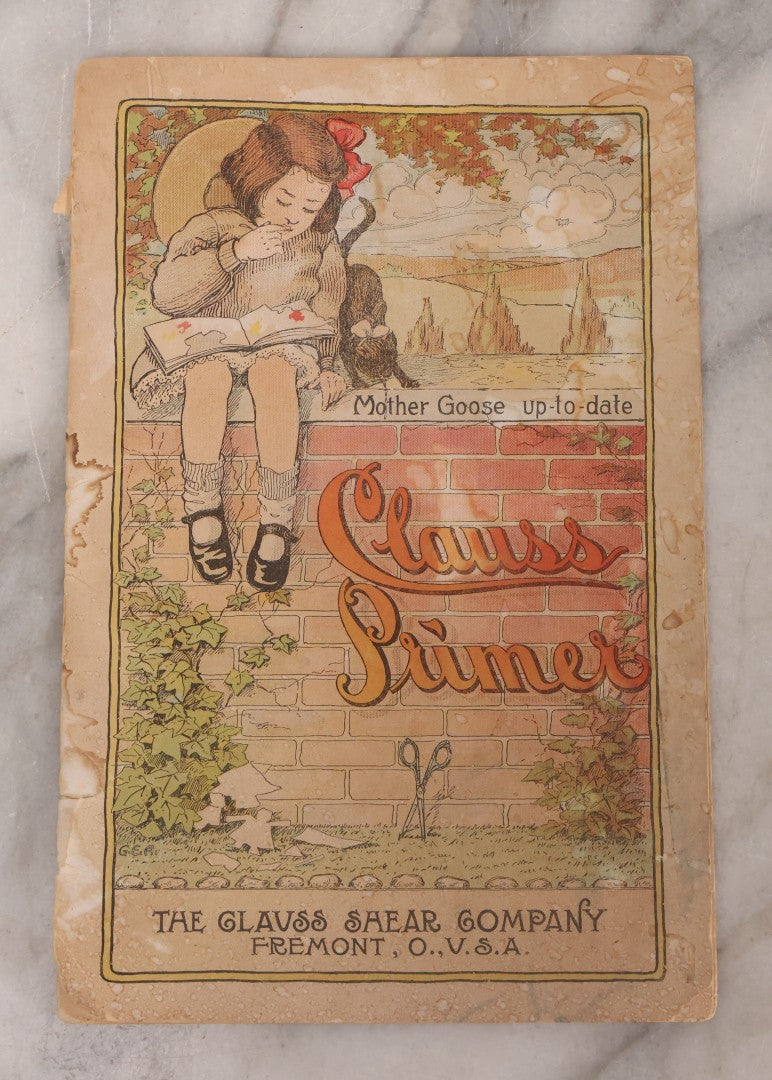 Mother Goose up-to-date
Clauss
Primer
G.E.R.
THE CLAUSS SHEAR COMPANY
FREMONT, O., U.S.A.